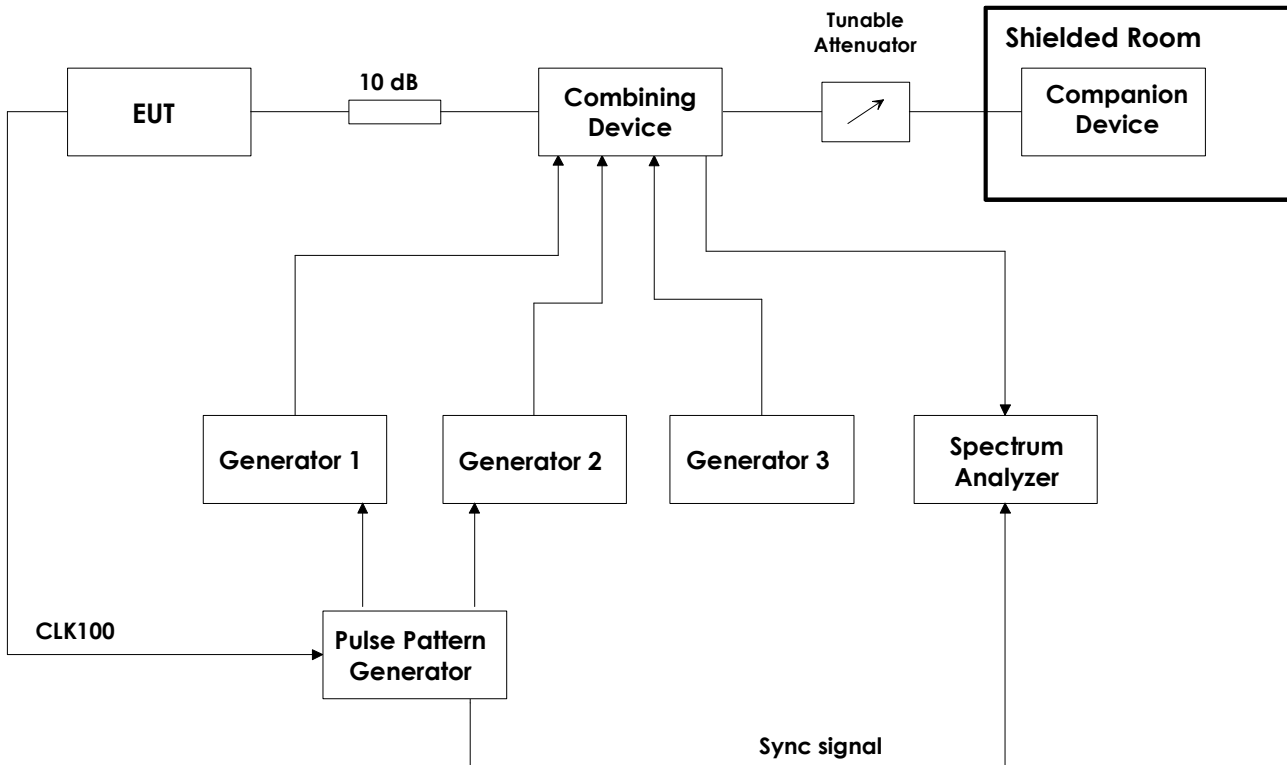 Tunable
Attenuator
Shielded Room
10 dB
EUT
Combining
Device
Companion
Device
Generator 1
Generator 2
Generator 3
Spectrum
Analyzer
CLK100
Pulse Pattern
Generator
Sync signal